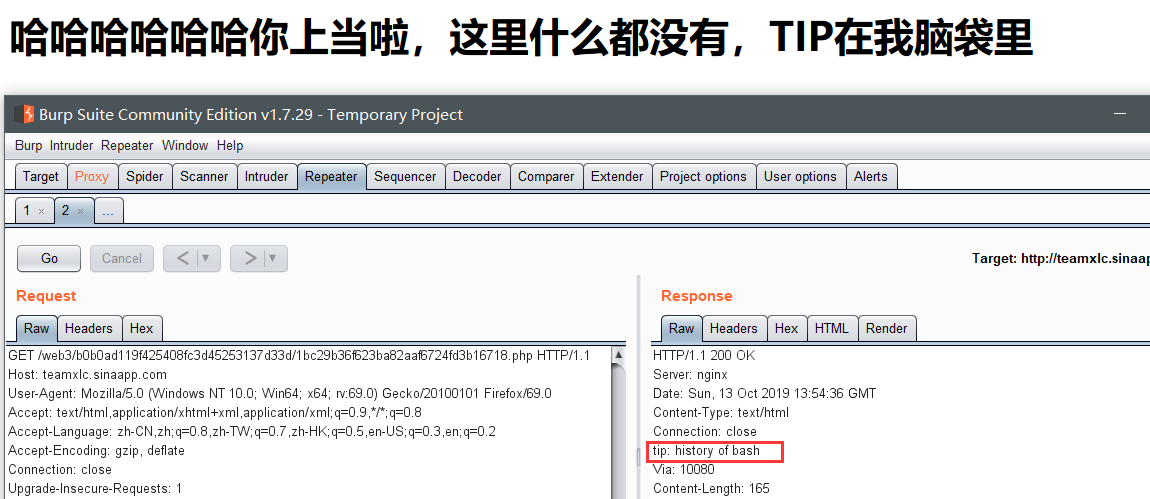 哈哈哈哈哈哈你上当啦，这里什么都没有，TIP在我脑袋里
Burp Suite Community Edition v1.7.29 - Temporary Project
Burp Intruder Repeater Window Help
Target Proxy Spider Scanner Intruder Repeater Sequencer Decoder Comparer Extender Project options User options Alerts
1 × 2 × ...
Go Cancel < ▼ > ▼
Target: http://teamxlc.sinaap
Request
Raw Headers Hex
GET /web3/b0b0ad119f425408fc3d45253137d33d/1bc29b36f623ba82aaf6724fd3b16718.php HTTP/1.1
Host: teamxlc.sinaapp.com
User-Agent: Mozilla/5.0 (Windows NT 10.0; Win64; x64; rv:69.0) Gecko/20100101 Firefox/69.0
Accept: text/html,application/xhtml+xml,application/xml;q=0.9,*/*;q=0.8
Accept-Language: zh-CN,zh;q=0.8,zh-TW;q=0.7,zh-HK;q=0.5,en-US;q=0.3,en;q=0.2
Accept-Encoding: gzip, deflate
Connection: close
Upgrade-Insecure-Requests: 1
Response
Raw Headers Hex HTML Render
HTTP/1.1 200 OK
Server: nginx
Date: Sun, 13 Oct 2019 13:54:36 GMT
Content-Type: text/html
Connection: close
tip: history of bash
Via: 10080
Content-Length: 165